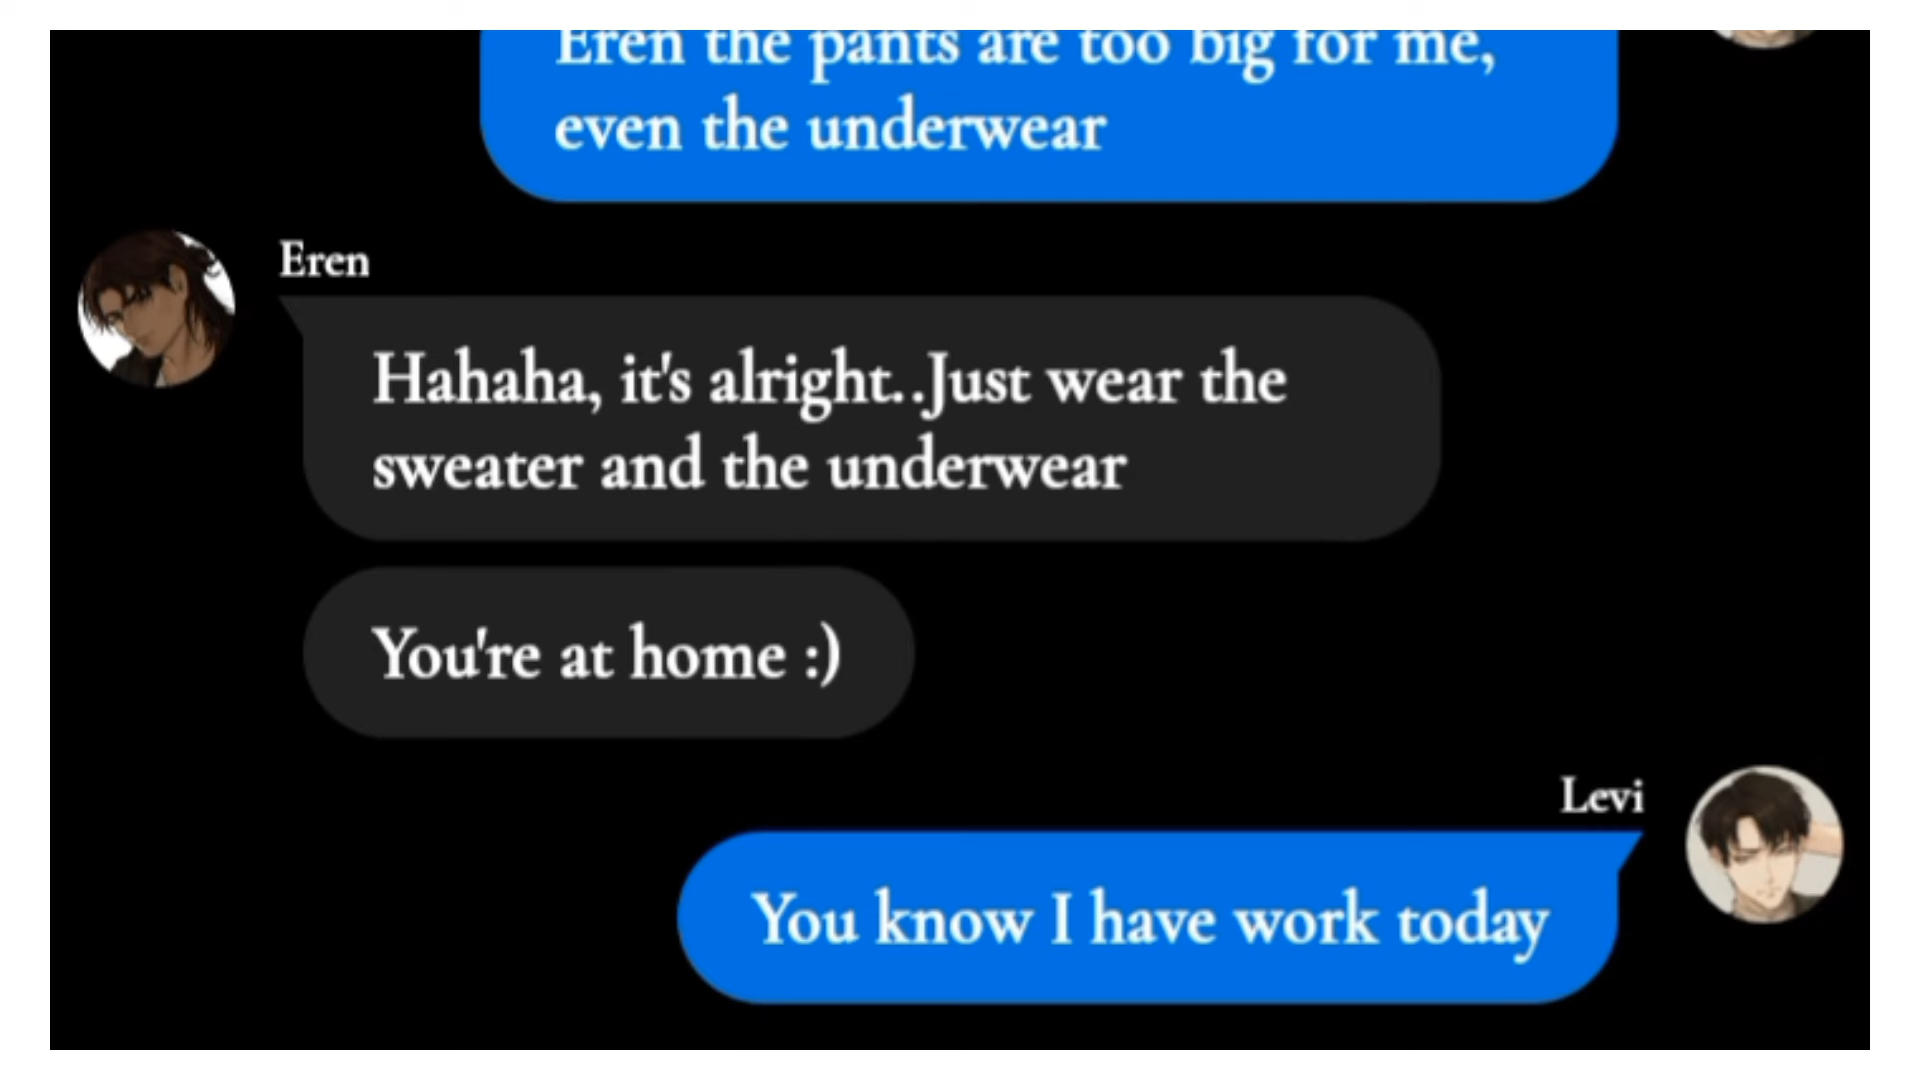 Eren the pants are too big for me,
even the underwear
Eren
Hahaha, it's alright..Just wear the
sweater and the underwear
You're at home :)
Levi
You know I have work today